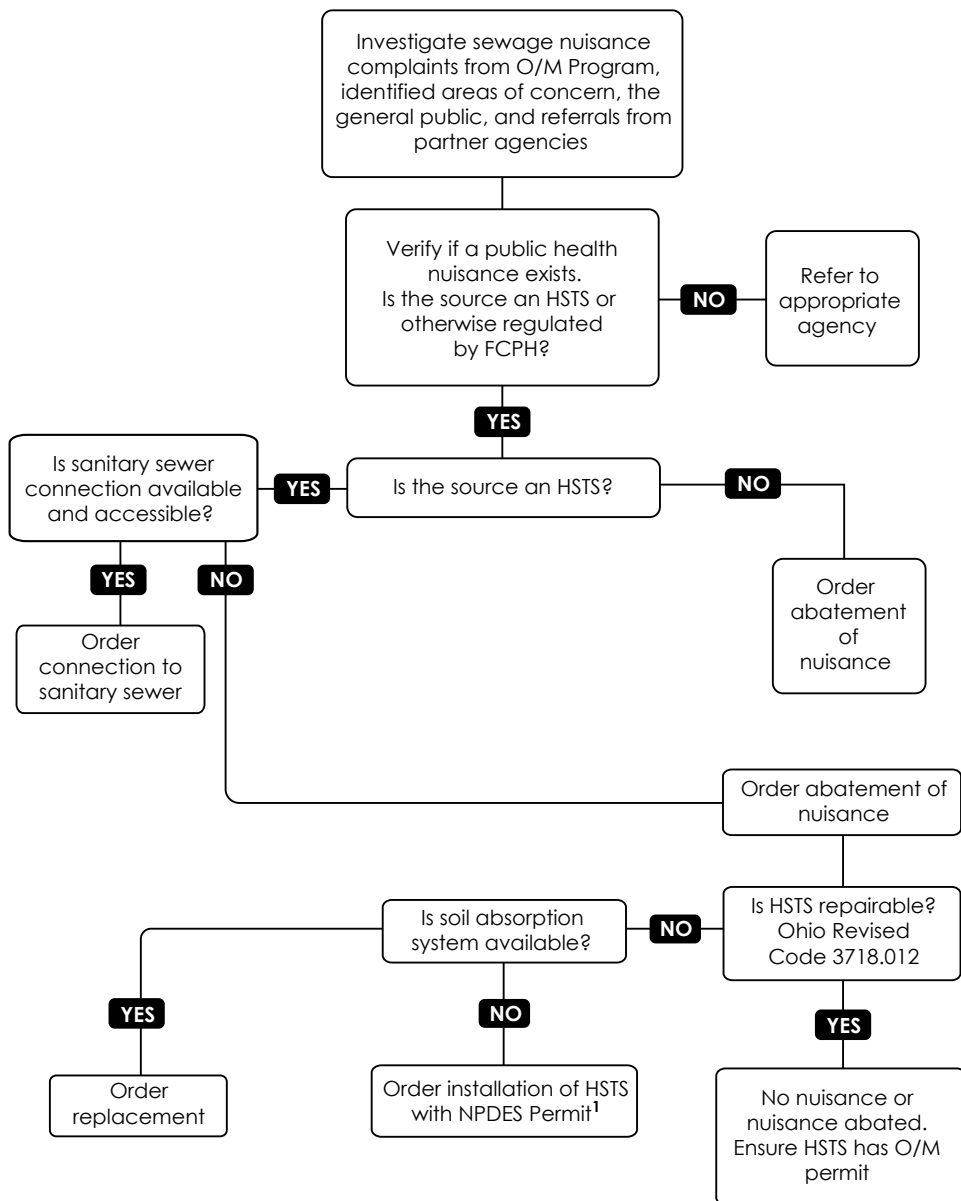 Investigate sewage nuisance
complaints from O/M Program,
identified areas of concern, the
general public, and referrals from
partner agencies
Verify if a public health
nuisance exists.
Is the source an HSTS or
otherwise regulated
by FCPH?
NO
Refer to
appropriate
agency
YES
Is sanitary sewer
connection available
and accessible?
YES
Is the source an HSTS?
NO
YES
NO
Order
connection to
sanitary sewer
Order
abatement
of
nuisance
Order abatement of
nuisance
Is soil absorption
system available?
NO
Is HSTS repairable?
Ohio Revised
Code 3718.012
YES
NO
YES
Order
replacement
Order installation of HSTS
with NPDES Permit¹
No nuisance or
nuisance abated.
Ensure HSTS has O/M
permit